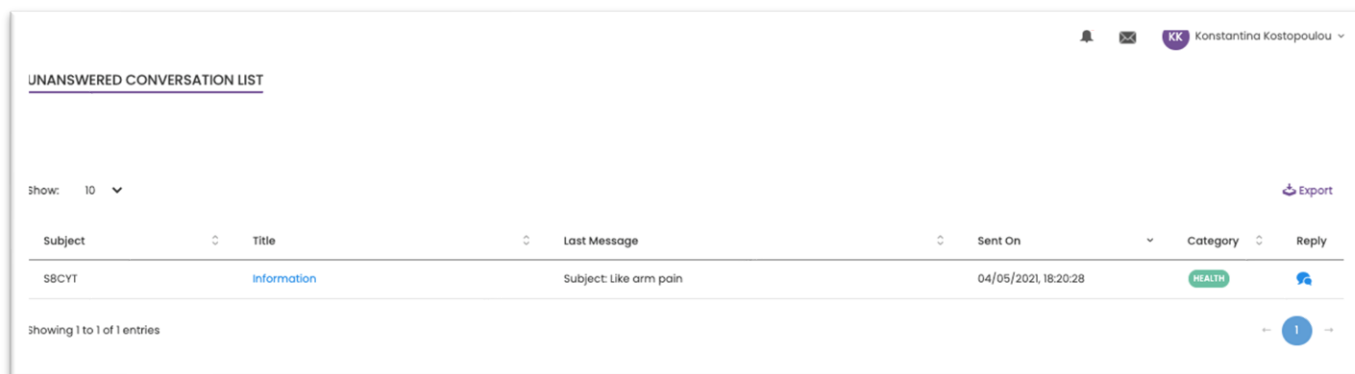 KK Konstantina Kostopoulou
UNANSWERED CONVERSATION LIST
Show: 10 Export
Subject Title Last Message Sent On Category Reply
S8CYT Information Subject: Like arm pain 04/05/2021, 18:20:28 HEALTH
Showing 1 to 1 of 1 entries ← 1 →